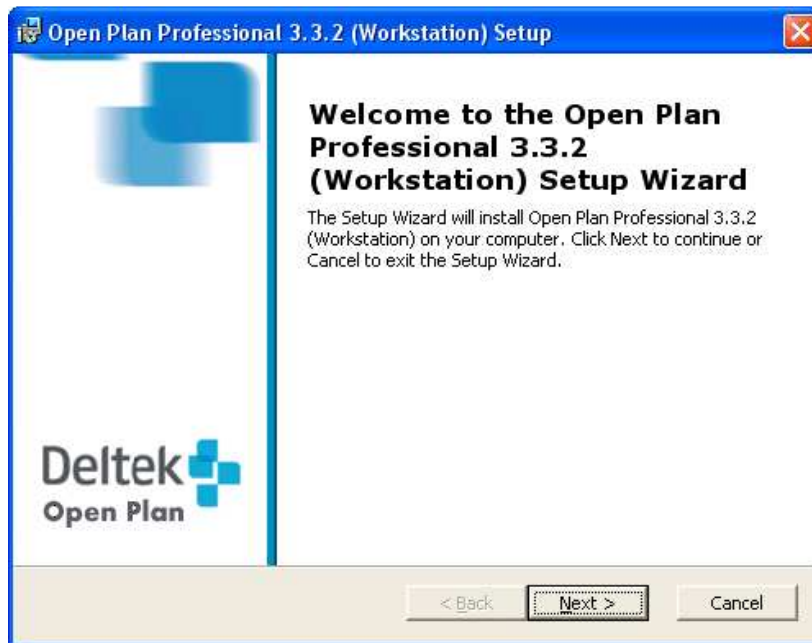 Open Plan Professional 3.3.2 (Workstation) Setup
Welcome to the Open Plan
Professional 3.3.2
(Workstation) Setup Wizard
The Setup Wizard will install Open Plan Professional 3.3.2
(Workstation) on your computer. Click Next to continue or
Cancel to exit the Setup Wizard.
Deltek
Open Plan
< Back Next > Cancel